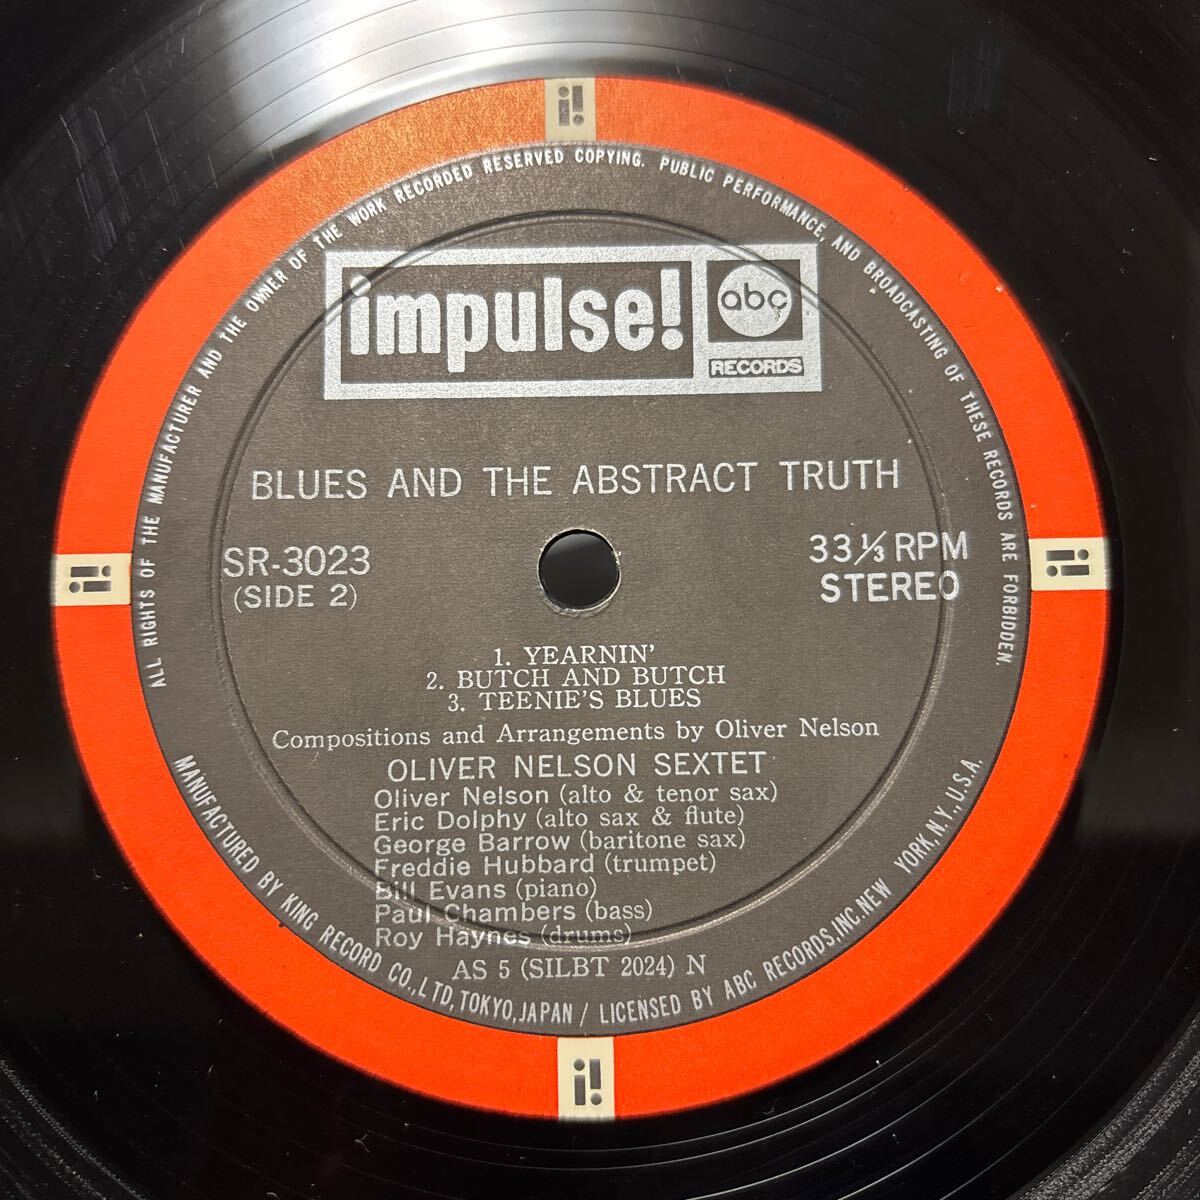 i!
ALL RIGHTS OF THE MANUFACTURER AND THE OWNER OF THE WORK RECORDED RESERVED COPYING. PUBLIC PERFORMANCE, AND BROADCASTING OF THESE RECORDS ARE FORBIDDEN.
impulse! abc RECORDS
BLUES AND THE ABSTRACT TRUTH
SR-3023
(SIDE 2)
33 1/3 RPM
STEREO
i!
i!
1. YEARNIN'
2. BUTCH AND BUTCH
3. TEENIE'S BLUES
Compositions and Arrangements by Oliver Nelson
OLIVER NELSON SEXTET
Oliver Nelson (alto & tenor sax)
Eric Dolphy (alto sax & flute)
George Barrow (baritone sax)
Freddie Hubbard (trumpet)
Bill Evans (piano)
Paul Chambers (bass)
Roy Haynes (drums)
AS 5 (SILBT 2024) N
MANUFACTURED BY KING RECORD CO., LTD, TOKYO, JAPAN / LICENSED BY ABC RECORDS, INC. NEW YORK, N.Y., U.S.A.
i!